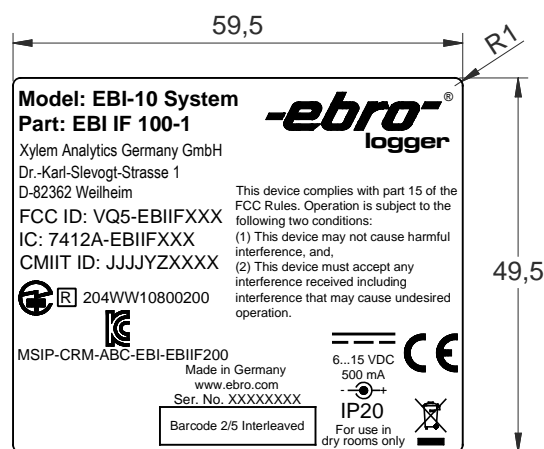 59,5
R1
Model: EBI-10 System
Part: EBI IF 100-1
-ebro-®
logger
Xylem Analytics Germany GmbH
Dr.-Karl-Slevogt-Strasse 1
D-82362 Weilheim
FCC ID: VQ5-EBIIFXXX
IC: 7412A-EBIIFXXX
CMIIT ID: JJJJYZXXXX
This device complies with part 15 of the
FCC Rules. Operation is subject to the
following two conditions:
(1) This device may not cause harmful
interference, and,
(2) This device must accept any
interference received including
interference that may cause undesired
operation.
49,5
R 204WW10800200
MSIP-CRM-ABC-EBI-EBIIF200
Made in Germany
www.ebro.com
Ser. No. XXXXXXXX
Barcode 2/5 Interleaved
6...15 VDC
500 mA
- +
IP20
For use in
dry rooms only
CE